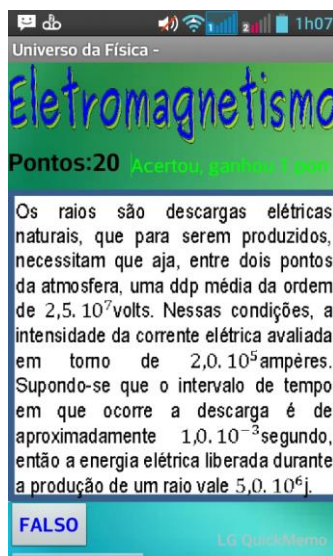 1h07
Universo da Física -
Eletromagnetismo
Pontos:20 Acertou, ganhou 1 pon
Os raios são descargas elétricas
naturais, que para serem produzidos,
necessitam que aja, entre dois pontos
da atmosfera, uma ddp média da ordem
de 2,5. 10⁷volts. Nessas condições, a
intensidade da corrente elétrica avaliada
em torno de 2,0. 10⁵ampères.
Supondo-se que o intervalo de tempo
em que ocorre a descarga é de
aproximadamente 1,0. 10⁻³segundo,
então a energia elétrica liberada durante
a produção de um raio vale 5,0. 10⁶j.
FALSO
LG QuickMemo